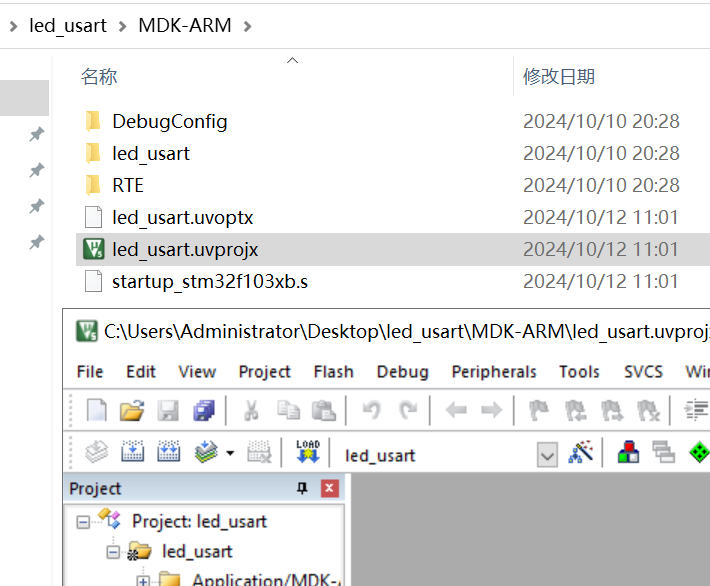 led_usart > MDK-ARM >
名称 修改日期
DebugConfig 2024/10/10 20:28
led_usart 2024/10/10 20:28
RTE 2024/10/10 20:28
led_usart.uvoptx 2024/10/12 11:01
led_usart.uvprojx 2024/10/12 11:01
startup_stm32f103xb.s 2024/10/12 11:01
C:\Users\Administrator\Desktop\led_usart\MDK-ARM\led_usart.uvproj
File Edit View Project Flash Debug Peripherals Tools SVCS Wi
LOAD led_usart
Project
Project: led_usart
led_usart
Application/MDK-